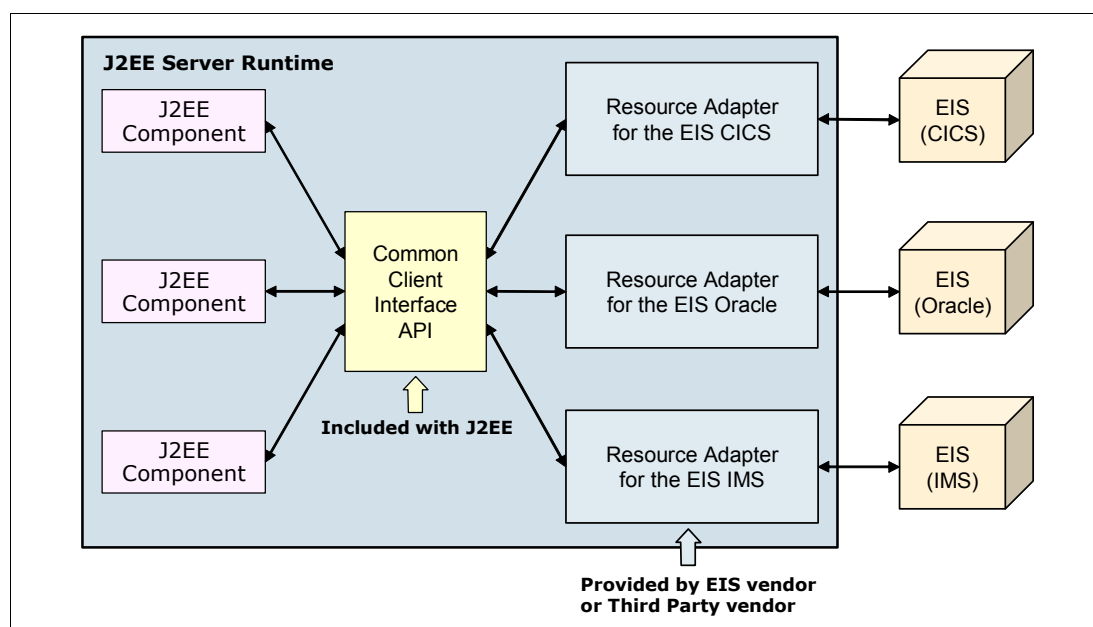 J2EE Server Runtime
J2EE
Component
J2EE
Component
J2EE
Component
Common
Client
Interface
API
Included with J2EE
Resource Adapter
for the EIS CICS
Resource Adapter
for the EIS Oracle
Resource Adapter
for the EIS IMS
Provided by EIS vendor
or Third Party vendor
EIS
(CICS)
EIS
(Oracle)
EIS
(IMS)